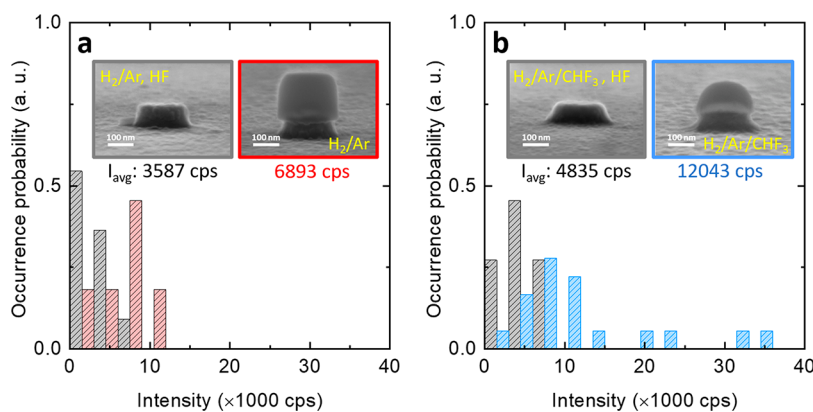 a
H₂/Ar, HF
100 nm
H₂/Ar
100 nm
Iavg: 3587 cps
6893 cps
Occurrence probability (a. u.)
1.0
0.5
0.0
0
10
20
30
40
Intensity (×1000 cps)
b
H₂/Ar/CHF₃ , HF
100 nm
H₂/Ar/CHF₃
100 nm
Iavg: 4835 cps
12043 cps
Occurrence probability (a. u.)
1.0
0.5
0.0
0
10
20
30
40
Intensity (×1000 cps)